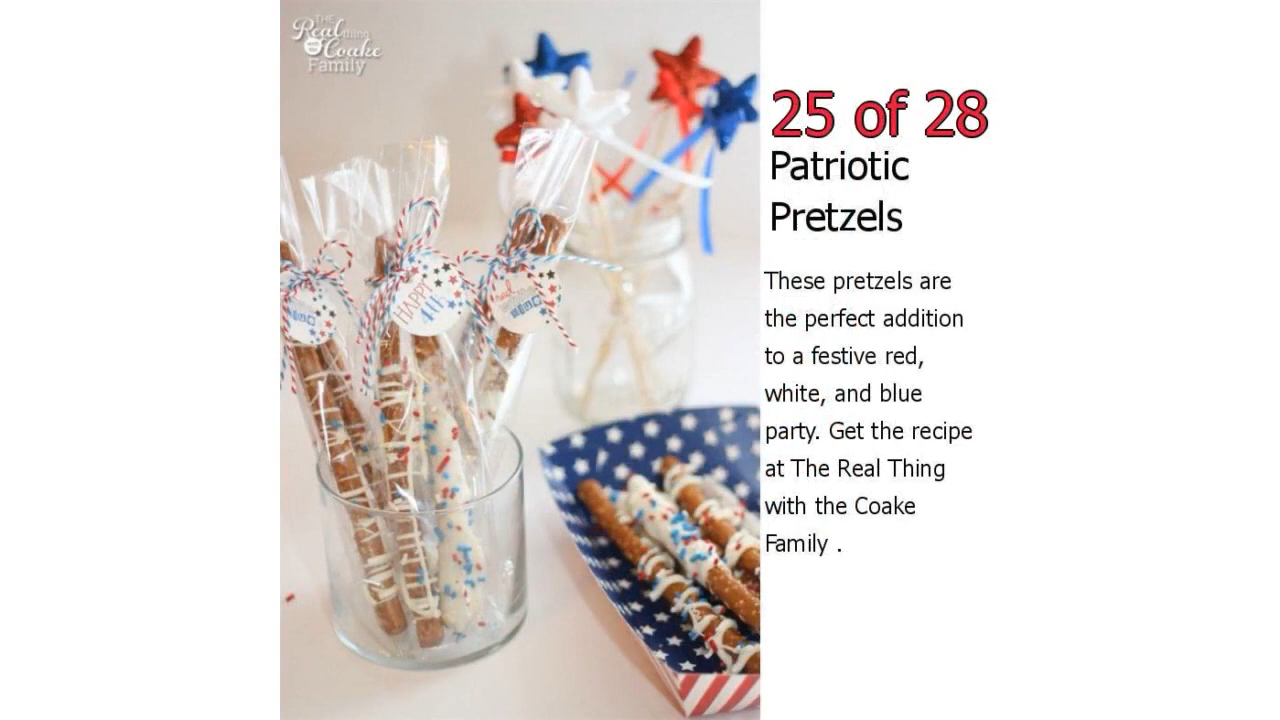 THE
Real thing
with the
Coake
Family
25 of 28
Patriotic
Pretzels
These pretzels are
the perfect addition
to a festive red,
white, and blue
party. Get the recipe
at The Real Thing
with the Coake
Family .
HAPPY
4th